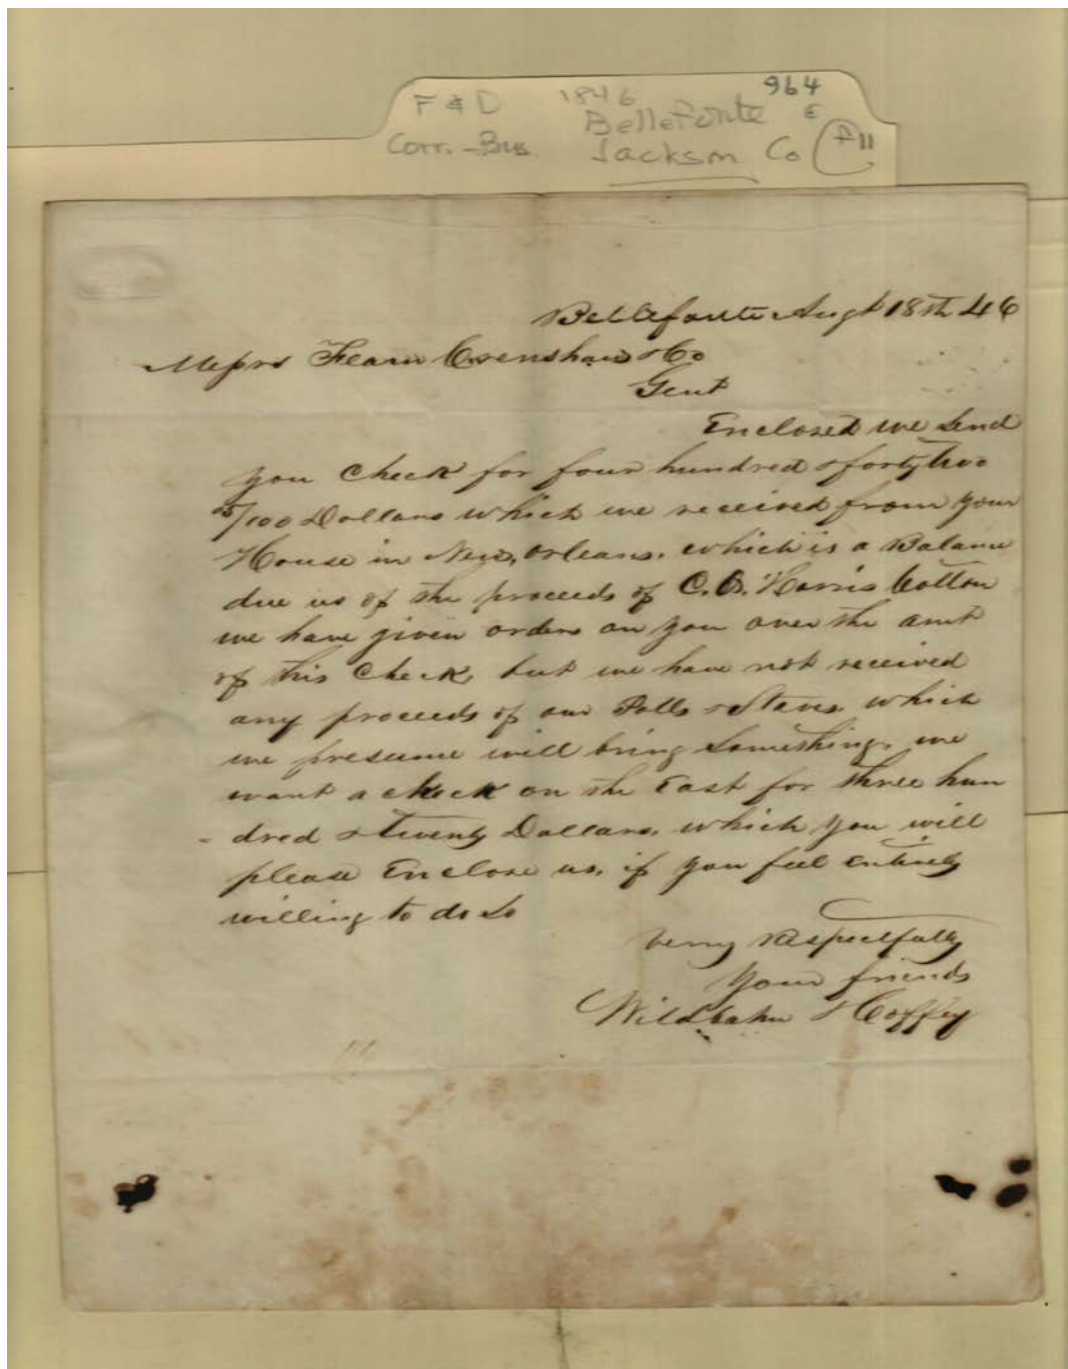 F & D 1846 964
Bellefonte E
Corr. - Bus Jackson Co
Bellefonte Augt 18th 46
Messrs Fearn Crenshaw & Co
Gent
Enclosed we Send
you Check for four hundred & forty two
/100 Dollars which we received from your
House in New, orleans. which is a Balance
due us of the proceeds of C. Harris Cotton
we have given orders on you over the amt
of this Check, but we have not received
any proceeds of our & Staves which
we presume will bring Something, we
want a check on the East for three hun
-dred & twenty Dollars, which you will
please Enclose us, if you feel entirely
willing to do So
Verry Respectfully
Your friends
Wildbahn & Coffey